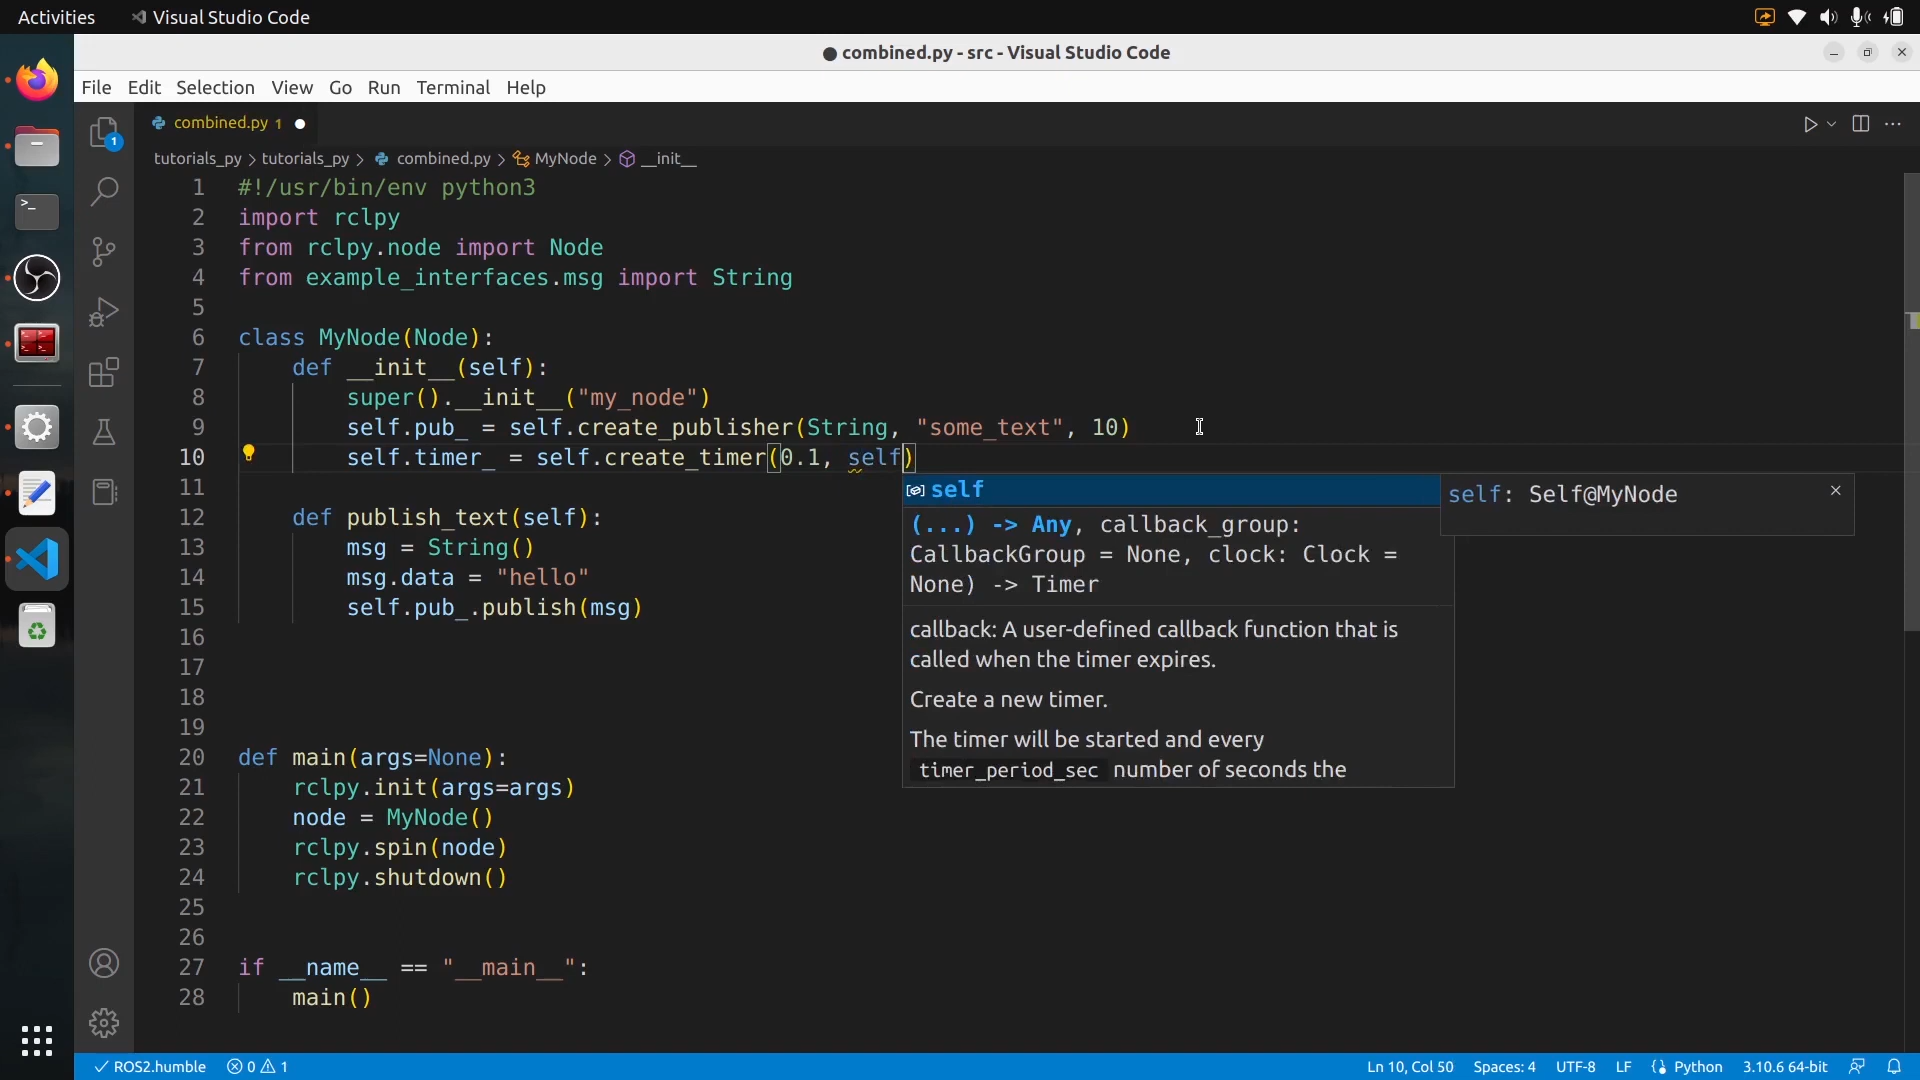 Activities
Visual Studio Code
● combined.py - src - Visual Studio Code
File Edit Selection View Go Run Terminal Help
1
combined.py 1 ●
tutorials_py > tutorials_py > combined.py > MyNode > __init__
1 #!/usr/bin/env python3
2 import rclpy
3 from rclpy.node import Node
4 from example_interfaces.msg import String
5
6 class MyNode(Node):
7 def __init__(self):
8 super().__init__("my_node")
9 self.pub_ = self.create_publisher(String, "some_text", 10)
10 self.timer_ = self.create_timer(0.1, self)
11
12 def publish_text(self):
13 msg = String()
14 msg.data = "hello"
15 self.pub_.publish(msg)
16
17
18
19
20 def main(args=None):
21 rclpy.init(args=args)
22 node = MyNode()
23 rclpy.spin(node)
24 rclpy.shutdown()
25
26
27 if __name__ == "__main__":
28 main()
self
self: Self@MyNode
(...) -> Any, callback_group:
CallbackGroup = None, clock: Clock =
None) -> Timer
callback: A user-defined callback function that is
called when the timer expires.
Create a new timer.
The timer will be started and every
timer_period_sec number of seconds the
ROS2.humble 0 1 Ln 10, Col 50 Spaces: 4 UTF-8 LF Python 3.10.6 64-bit